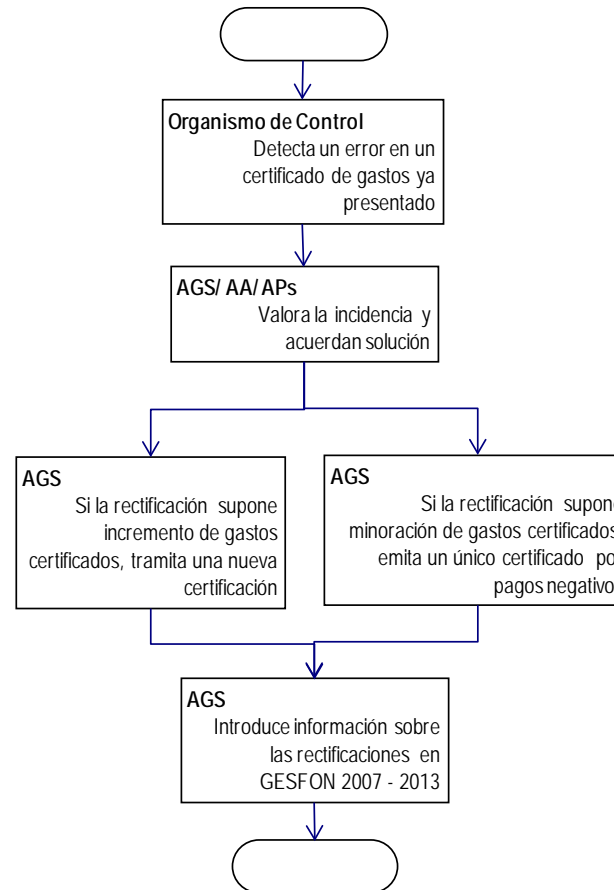 Organismo de Control
Detecta un error en un
certificado de gastos ya
presentado
AGS/ AA/ APs
Valora la incidencia y
acuerdan solución
AGS
Si la rectificación supone
incremento de gastos
certificados, tramita una nueva
certificación
AGS
Si la rectificación supone
minoración de gastos certificados
emita un único certificado po
pagos negativo
AGS
Introduce información sobre
las rectificaciones en
GESFON 2007 - 2013